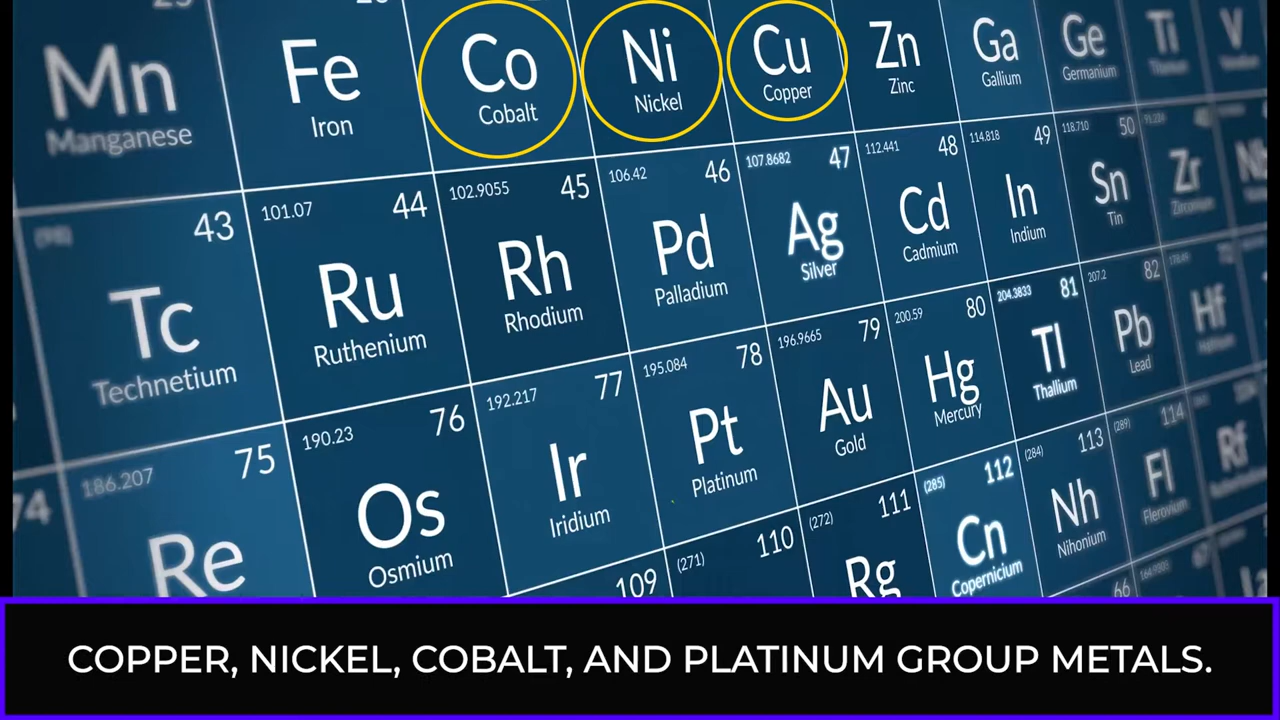 Mn Fe Co Ni Cu Zn Ga Ge Ti V
Manganese Iron Cobalt Nickel Copper Zinc Gallium Germanium
43 101.07 44 102.9055 45 106.42 46 107.8682 47 112.441 48 114.818 49 118.710 50
Tc Ru Rh Pd Ag Cd In Sn Zr
Technetium Ruthenium Rhodium Palladium Silver Cadmium Indium Tin Zirconium
74 186.207 75 190.23 76 192.217 77 195.084 78 196.9665 79 200.59 80 204.3833 81 207.2 82
Re Os Ir Pt Au Hg Tl Pb Hf
Osmium Iridium Platinum Gold Mercury Thallium Lead
109 (271) 110 (272) 111 (285) 112 (284) 113 (289) 114
Rg Cn Nh Fl Rf
Copernicium Nihonium Flerovium
66
COPPER, NICKEL, COBALT, AND PLATINUM GROUP METALS.